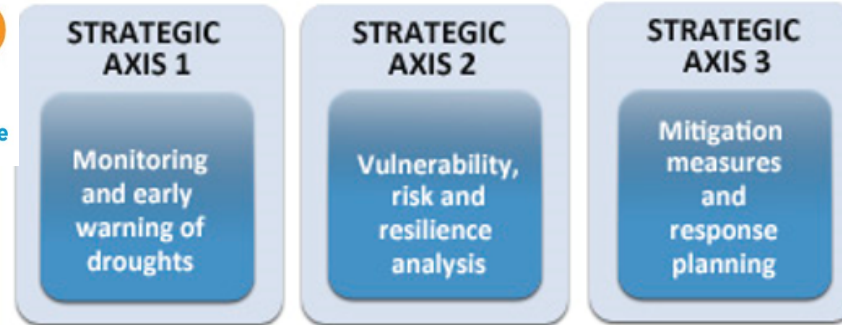 STRATEGIC
AXIS 1
Monitoring
and early
warning of
droughts
STRATEGIC
AXIS 2
Vulnerability,
risk and
resilience
analysis
STRATEGIC
AXIS 3
Mitigation
measures
and
response
planning